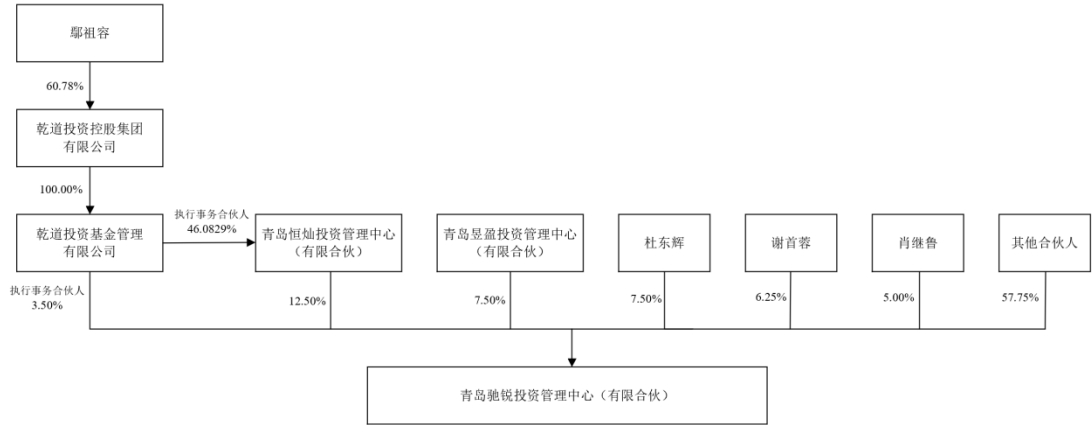 鄢祖容
60.78%
乾道投资控股集团
有限公司
100.00%
乾道投资基金管理
有限公司
执行事务合伙人
46.0829%
青岛恒灿投资管理中心
（有限合伙）
青岛昱盈投资管理中心
（有限合伙）
杜东辉
谢首蓉
肖继鲁
其他合伙人
执行事务合伙人
3.50%
12.50%
7.50%
7.50%
6.25%
5.00%
57.75%
青岛驰锐投资管理中心（有限合伙）